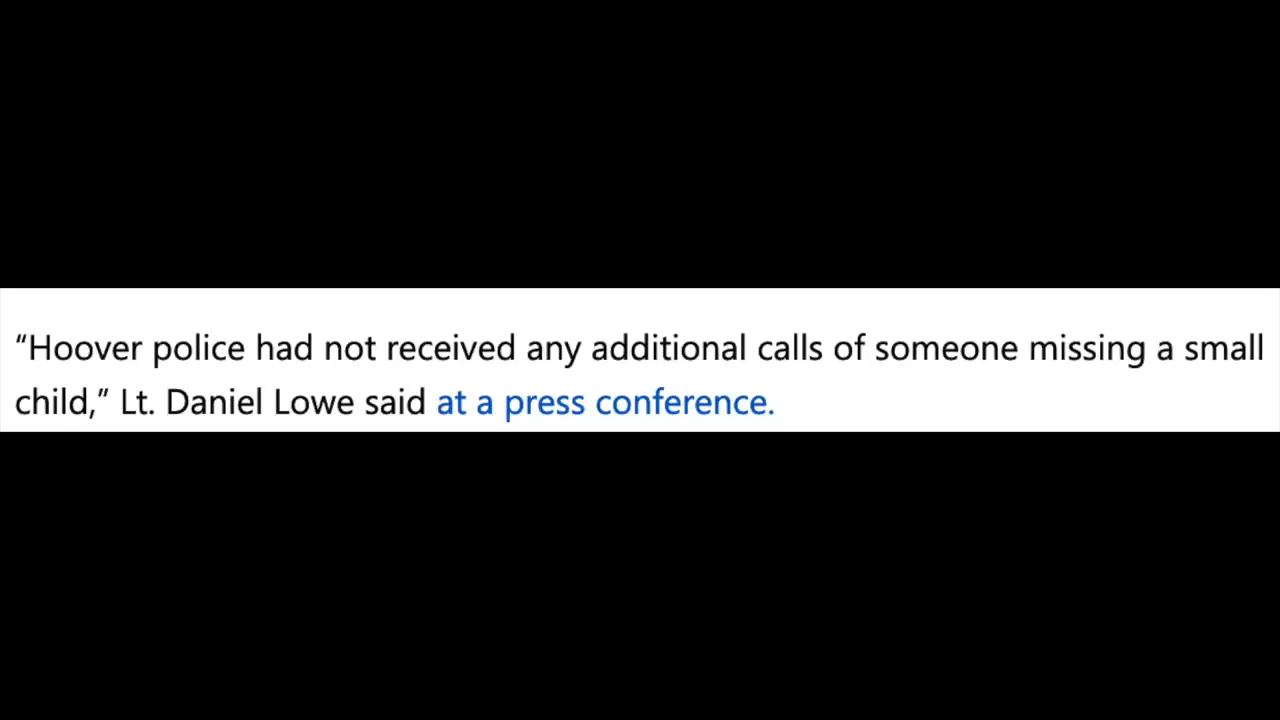 “Hoover police had not received any additional calls of someone missing a small
child,” Lt. Daniel Lowe said at a press conference.